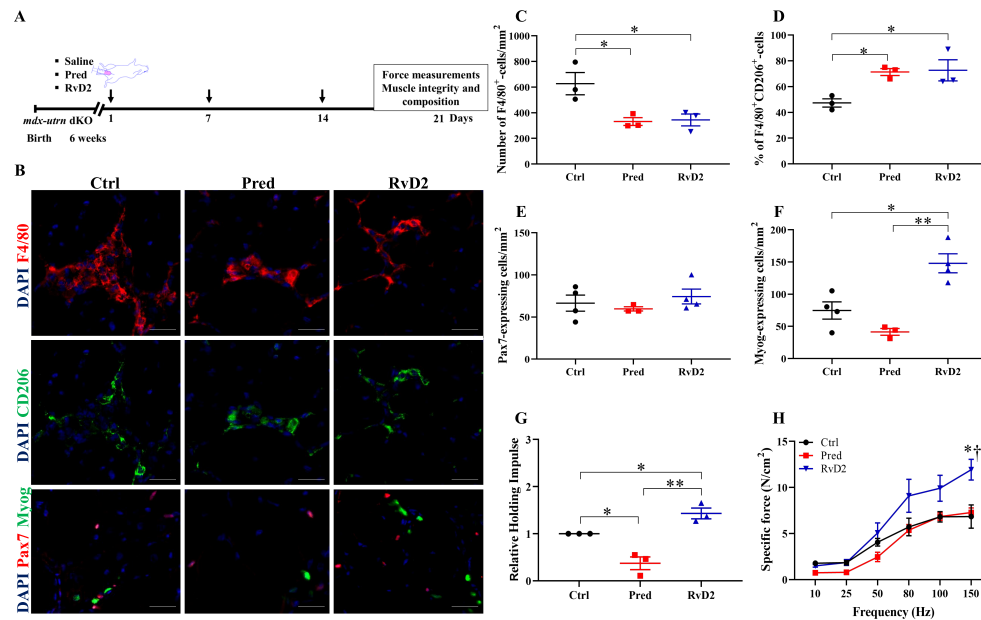 A
Saline
Pred
RvD2
Force measurements
Muscle integrity and
composition
mdx-utrn dKO
1
7
14
21 Days
Birth
6 weeks
B
Ctrl
Pred
RvD2
DAPI F4/80
DAPI CD206
DAPI Pax7 Myog
C
Number of F4/80+-cells/mm2
1000
800
600
400
200
0
*
*
Ctrl
Pred
RvD2
D
% of F4/80+CD206+-cells
100
80
60
40
20
0
*
*
Ctrl
Pred
RvD2
E
Pax7-expressing cells/mm2
150
100
50
0
Ctrl
Pred
RvD2
F
Myog-expressing cells/mm2
200
150
100
50
0
*
**
Ctrl
Pred
RvD2
G
Relative Holding Impulse
3
2
1
0
*
*
**
Ctrl
Pred
RvD2
H
Specific force (N/cm2)
15
10
5
0
Ctrl
Pred
RvD2
*†
10
25
50
80
100
150
Frequency (Hz)